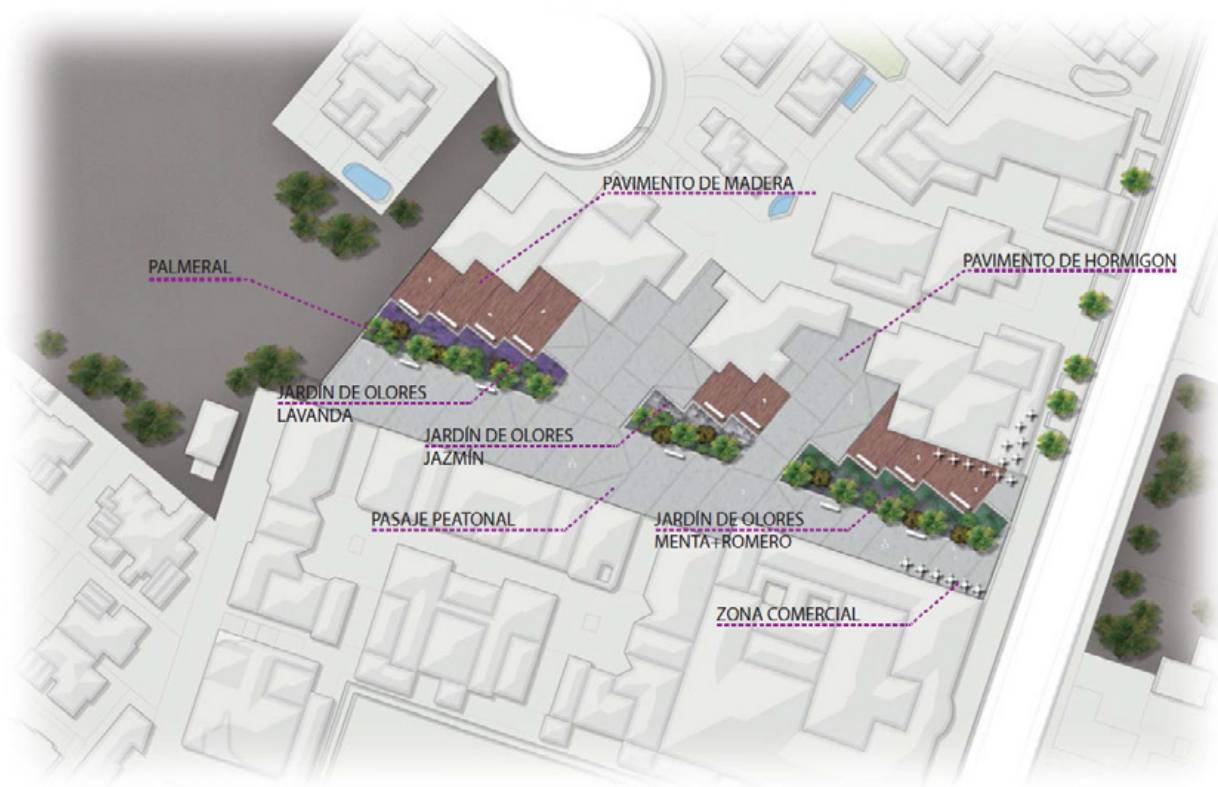 PAVIMENTO DE MADERA
PALMERAL
PAVIMENTO DE HORMIGON
JARDÍN DE OLORES
LAVANDA
JARDÍN DE OLORES
JAZMÍN
PASAJE PEATONAL
JARDÍN DE OLORES
MENTA+ROMERO
ZONA COMERCIAL